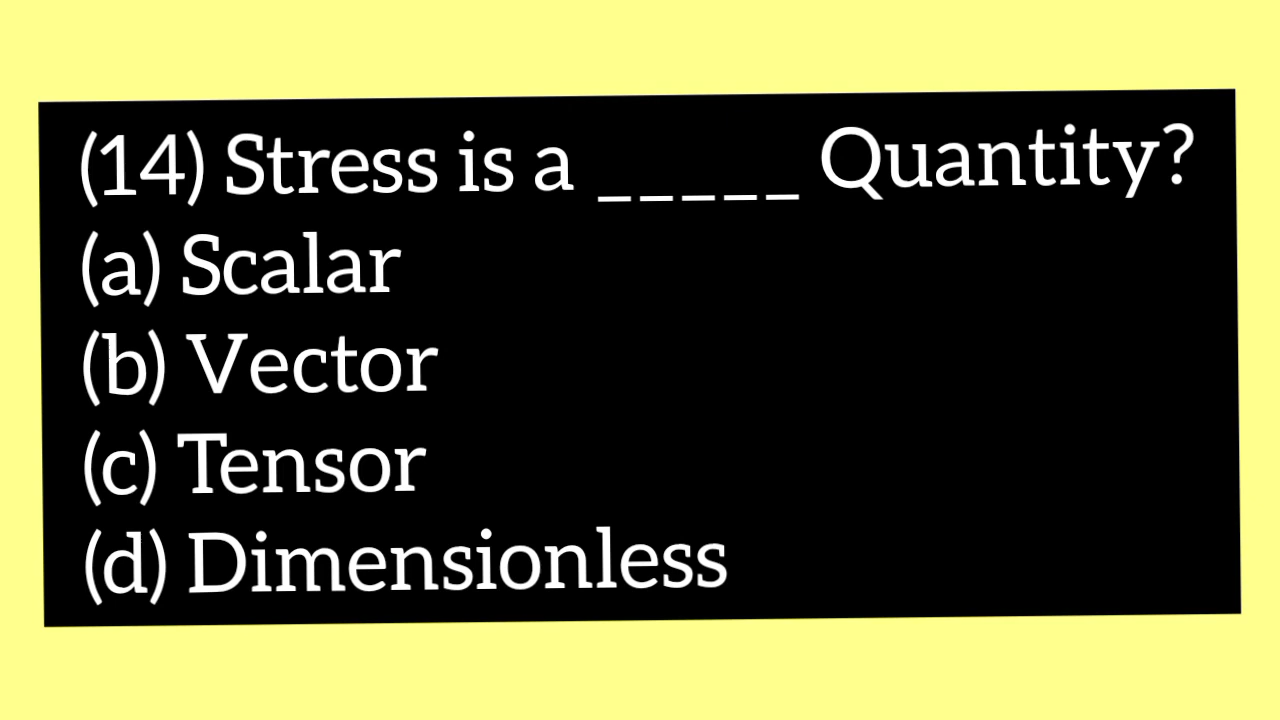 (14) Stress is a _____ Quantity?
(a) Scalar
(b) Vector
(c) Tensor
(d) Dimensionless